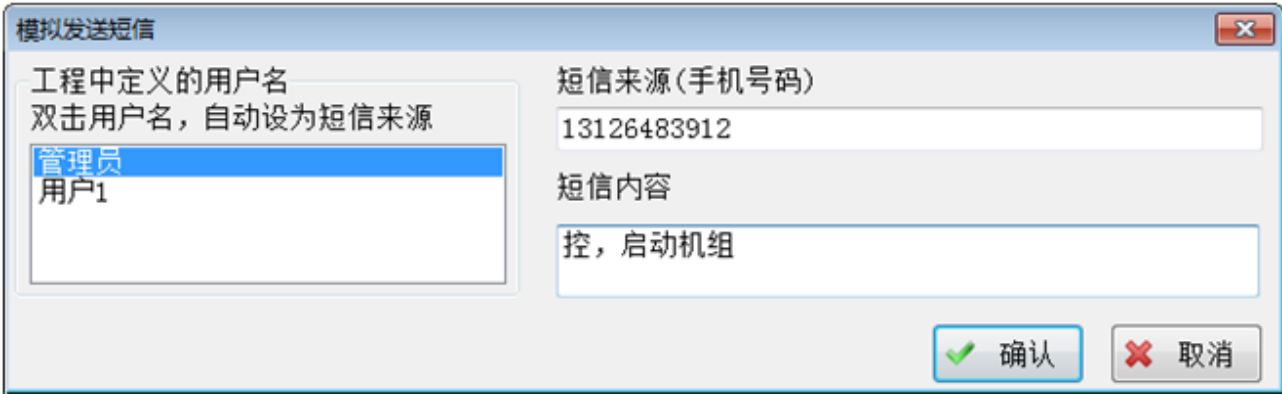 模拟发送短信
工程中定义的用户名
双击用户名，自动设为短信来源
管理员
用户1
短信来源(手机号码)
13126483912
短信内容
控，启动机组
确认
取消